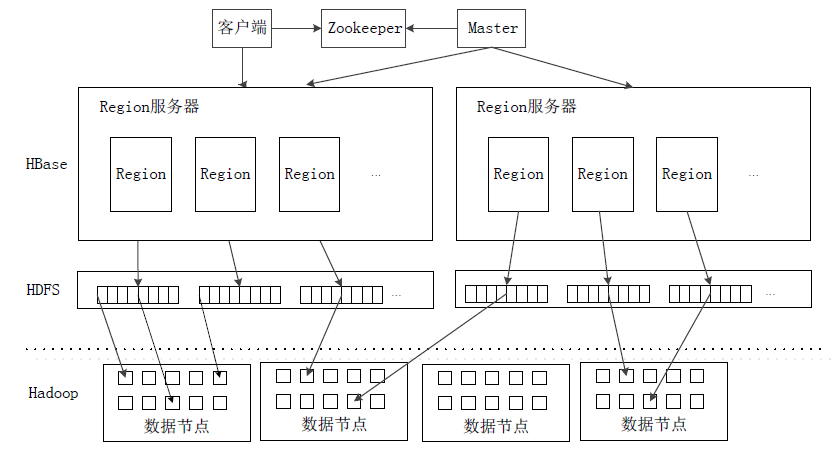 客户端
Zookeeper
Master
Region服务器
Region服务器
HBase
Region
Region
Region
...
Region
Region
Region
...
HDFS
...
...
Hadoop
数据节点
数据节点
数据节点
数据节点